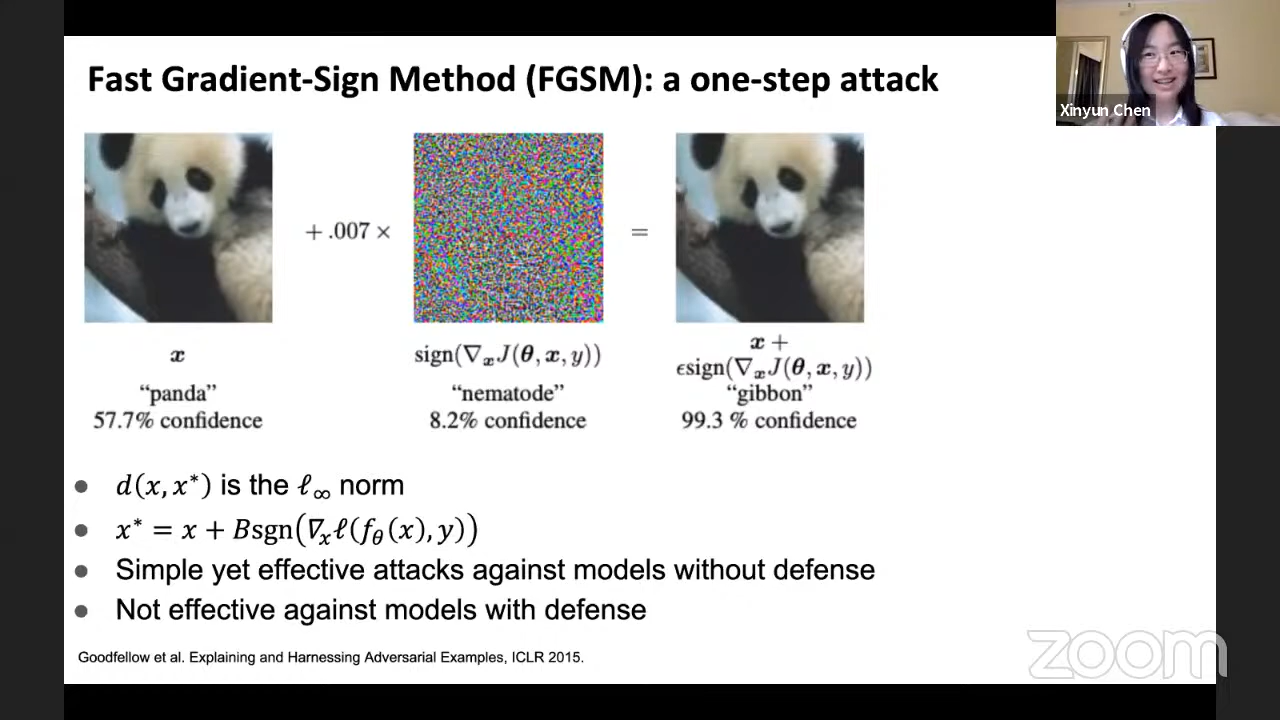 Fast Gradient-Sign Method (FGSM): a one-step attack
Xinyun Chen
+ .007 ×
=
x
sign(∇ₓJ(θ, x, y))
x +
ϵsign(∇ₓJ(θ, x, y))
“panda”
“nematode”
“gibbon”
57.7% confidence
8.2% confidence
99.3 % confidence
● d(x, x*) is the ℓ∞ norm
● x* = x + Bsgn(∇ₓℓ(f_θ(x), y))
● Simple yet effective attacks against models without defense
● Not effective against models with defense
Goodfellow et al. Explaining and Harnessing Adversarial Examples, ICLR 2015.
zoom